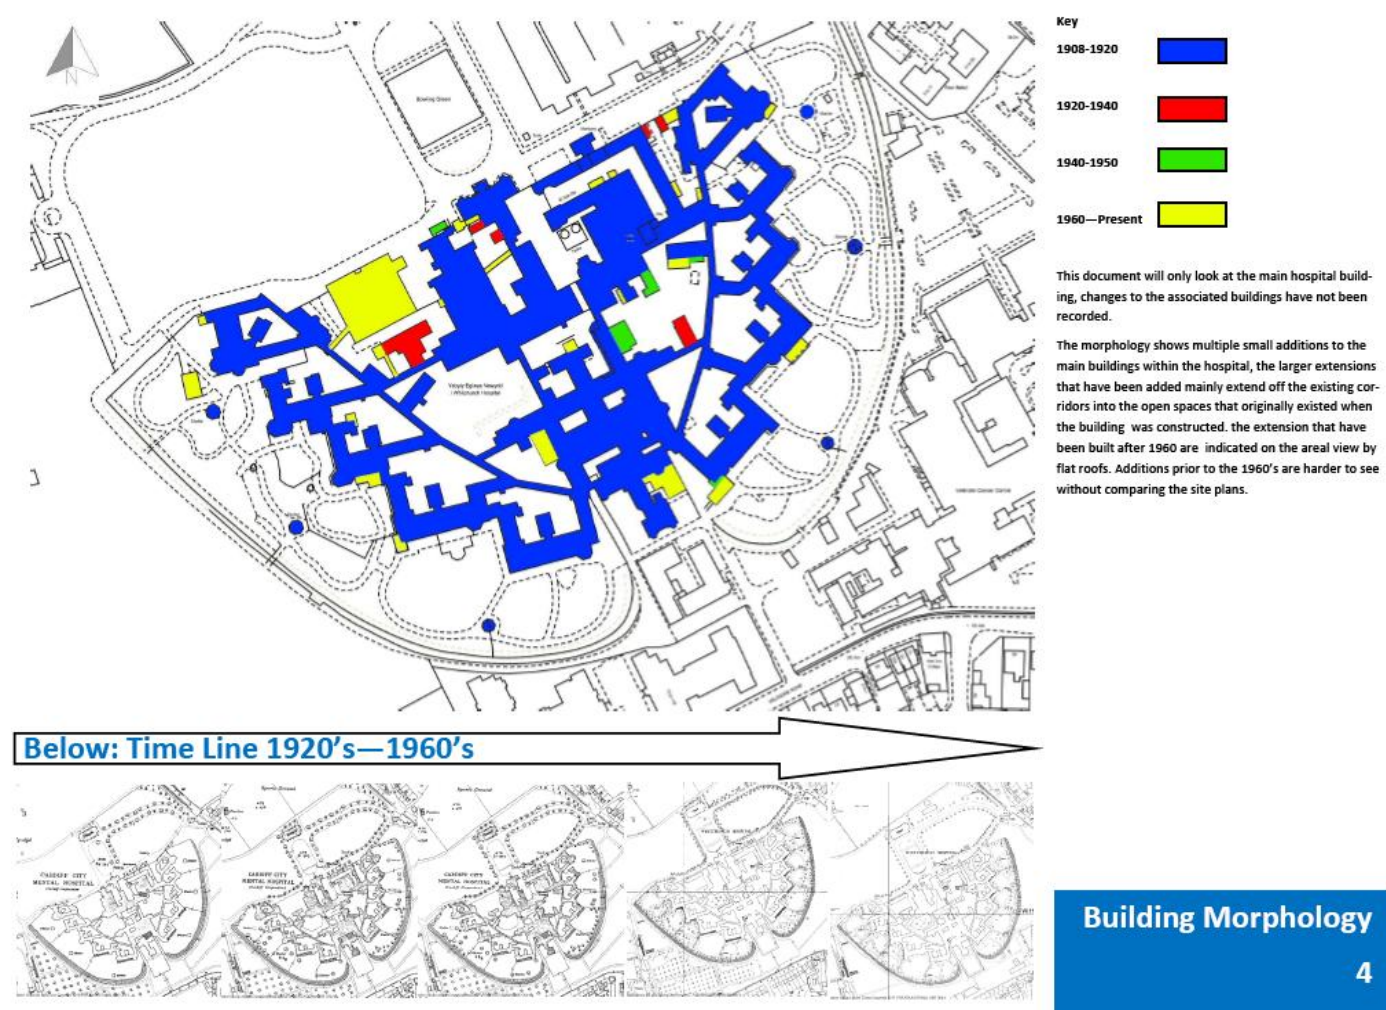 Key
1908-1920
1920-1940
1940-1950
1960—Present
This document will only look at the main hospital build-
ing, changes to the associated buildings have not been
recorded.
The morphology shows multiple small additions to the
main buildings within the hospital, the larger extensions
that have been added mainly extend off the existing cor-
ridors into the open spaces that originally existed when
the building was constructed. the extension that have
been built after 1960 are indicated on the areal view by
flat roofs. Additions prior to the 1960's are harder to see
without comparing the site plans.
Bowling Green
/ Whitchurch Hospital
Below: Time Line 1920's—1960's
CARDIFF CITY
MENTAL HOSPITAL
CARDIFF CITY
MENTAL HOSPITAL
CARDIFF CITY
MENTAL HOSPITAL
Building Morphology
4